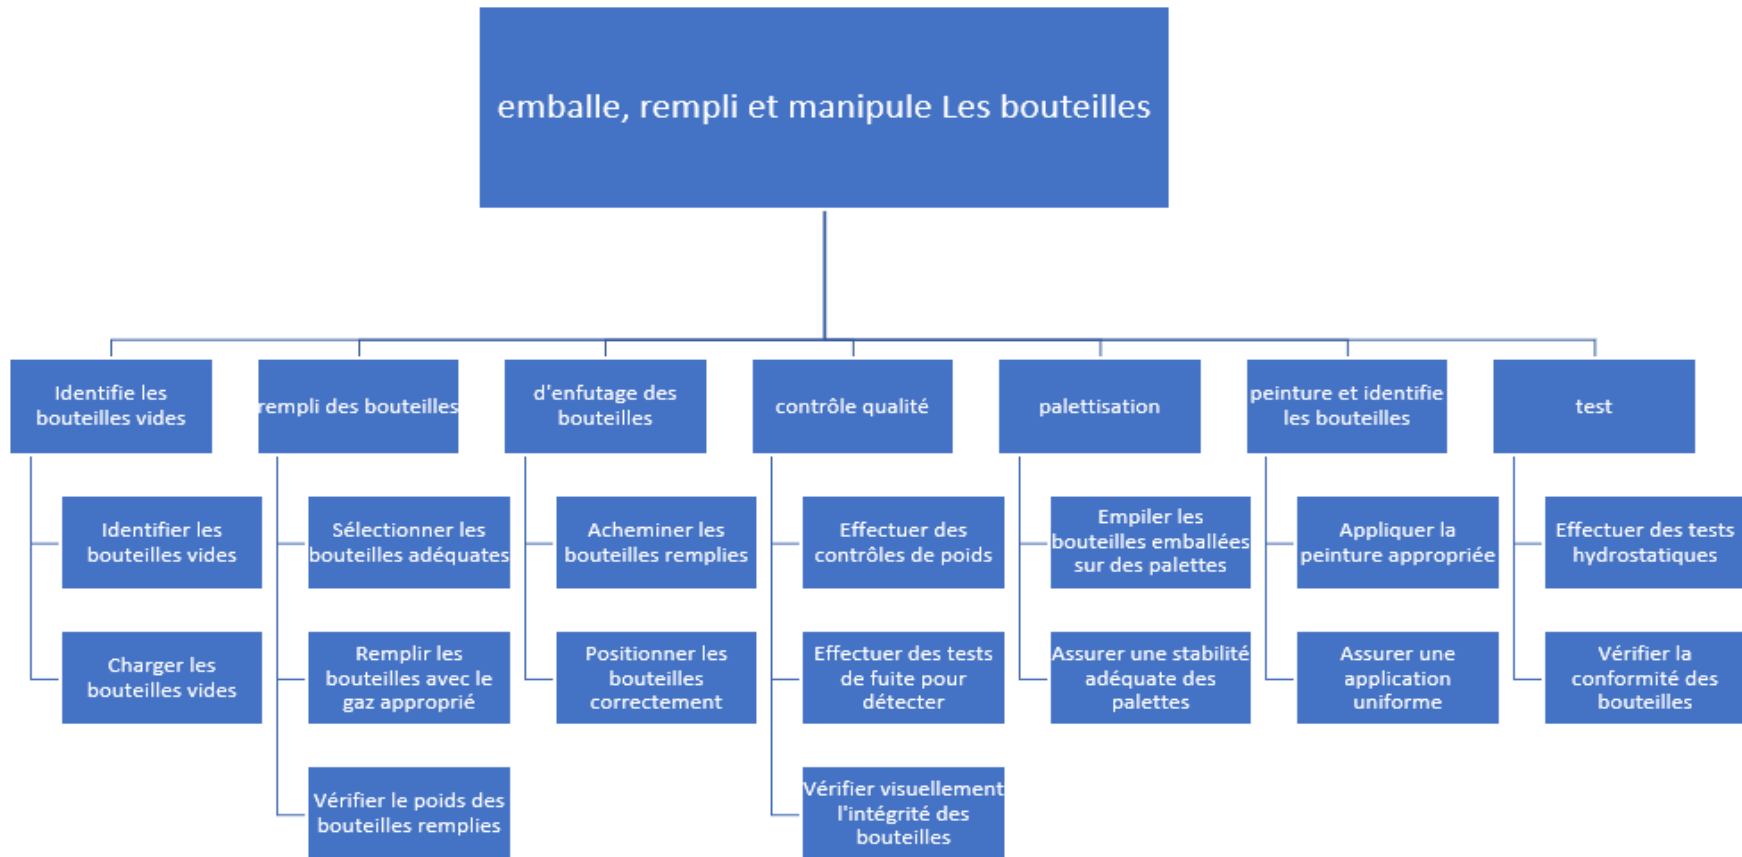 emballe, rempli et manipule Les bouteilles
Identifie les
bouteilles vides
rempli des bouteilles
d'enfutage des
bouteilles
contrôle qualité
palettisation
peinture et identifie
les bouteilles
test
Identifier les
bouteilles vides
Charger les
bouteilles vides
Sélectionner les
bouteilles adéquates
Remplir les
bouteilles avec le
gaz approprié
Vérifier le poids des
bouteilles remplies
Acheminer les
bouteilles remplies
Positionner les
bouteilles
correctement
Effectuer des
contrôles de poids
Effectuer des tests
de fuite pour
détecter
Vérifier visuellement
l'intégrité des
bouteilles
Empiler les
bouteilles emballées
sur des palettes
Assurer une stabilité
adéquate des
palettes
Appliquer la
peinture appropriée
Assurer une
application
uniforme
Effectuer des tests
hydrostatiques
Vérifier la
conformité des
bouteilles